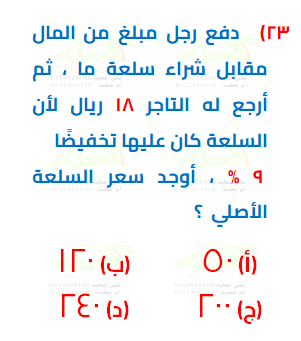 ٢٣) دفع رجل مبلغ من المال
مقابل شراء سلعة ما ، ثم
أرجع له التاجر ١٨ ريال لأن
السلعة كان عليها تخفيضًا
٩ % ، أوجد سعر السلعة
الأصلي ؟
(أ) ٥٠ (ب) ١٢٠
(ج) ٢٠٠ (د) ٢٤٠